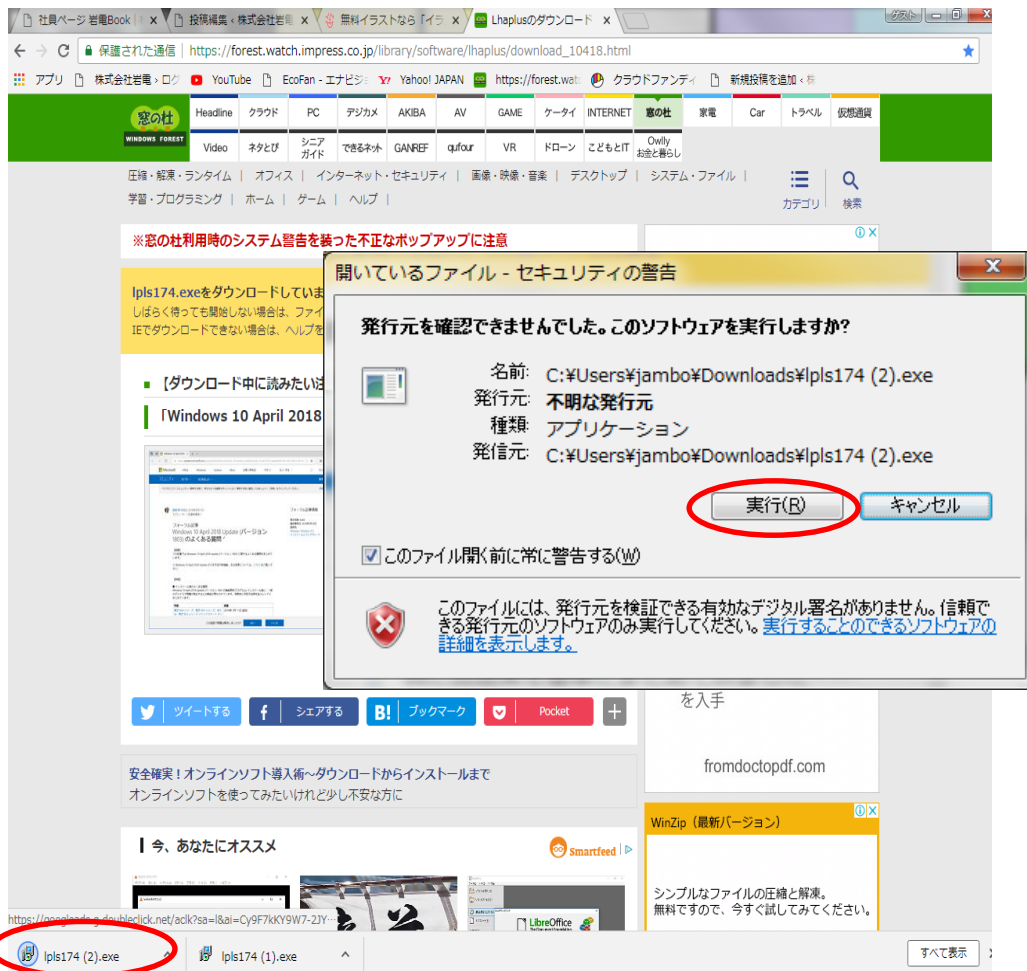 社員ページ 岩電Book
投稿編集 ‹ 株式会社岩電
無料イラストなら「イラ
Lhaplusのダウンロード
ゲスト
保護された通信
https://forest.watch.impress.co.jp/library/software/lhaplus/download_10418.html
アプリ
株式会社岩電 › ログ
YouTube
EcoFan - エナビジ
Yahoo! JAPAN
https://forest.wat
クラウドファンディ
新規投稿を追加 ‹
窓の杜
WINDOWS FOREST
Headline クラウド PC デジカメ AKIBA AV GAME ケータイ INTERNET 窓の杜 家電 Car トラベル 仮想通貨
Video ネタとぴ シニアガイド できるネット GANREF qufour VR ドローン こどもとIT Owllyお金と暮らし
圧縮・解凍・ランタイム | オフィス | インターネット・セキュリティ | 画像・映像・音楽 | デスクトップ | システム・ファイル |
学習・プログラミング | ホーム | ゲーム | ヘルプ |
カテゴリ
検索
※窓の杜利用時のシステム警告を装った不正なポップアップに注意
lpls174.exeをダウンロードしていま
しばらく待っても開始しない場合は、ファイ
IEでダウンロードできない場合は、ヘルプを
【ダウンロード中に読みたい注
「Windows 10 April 2018
開いているファイル - セキュリティの警告
発行元を確認できませんでした。このソフトウェアを実行しますか?
名前: C:¥Users¥jambo¥Downloads¥lpls174 (2).exe
発行元: 不明な発行元
種類: アプリケーション
発信元: C:¥Users¥jambo¥Downloads¥lpls174 (2).exe
実行(R)
キャンセル
このファイル開く前に常に警告する(W)
このファイルには、発行元を検証できる有効なデジタル署名がありません。信頼で
きる発行元のソフトウェアのみ実行してください。実行することのできるソフトウェアの
詳細を表示します。
ツイートする
シェアする
B! ブックマーク
Pocket
を入手
fromdoctopdf.com
安全確実！オンラインソフト導入術~ダウンロードからインストールまで
オンラインソフトを使ってみたいけれど少し不安な方に
今、あなたにオススメ
Smartfeed
WinZip（最新バージョン）
シンプルなファイルの圧縮と解凍。
無料ですので、今すぐ試してみてください。
LibreOffice
https://googleads.g.doubleclick.net/aclk?sa=l&ai=Cy9F7kKY9W7-2JY…
lpls174 (2).exe
lpls174 (1).exe
すべて表示